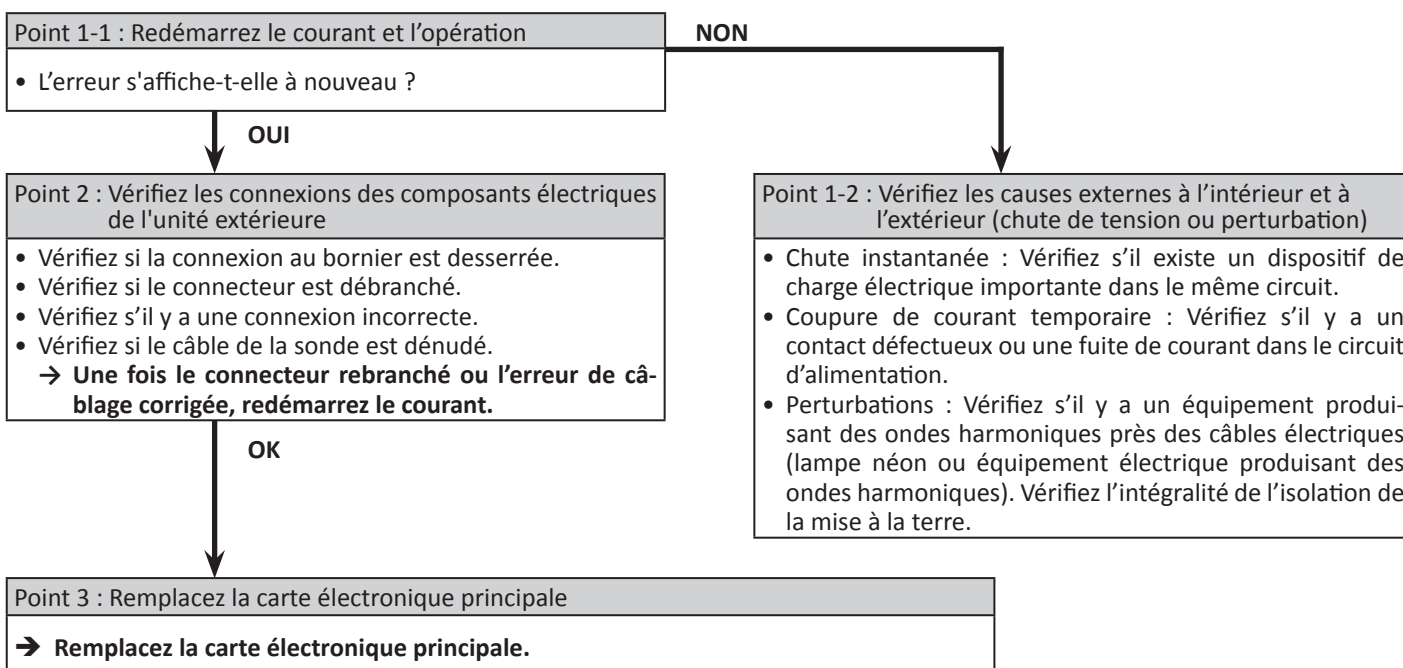 Point 1-1 : Redémarrez le courant et l’opération
NON
• L’erreur s'affiche-t-elle à nouveau ?
OUI
Point 2 : Vérifiez les connexions des composants électriques
de l'unité extérieure
• Vérifiez si la connexion au bornier est desserrée.
• Vérifiez si le connecteur est débranché.
• Vérifiez s’il y a une connexion incorrecte.
• Vérifiez si le câble de la sonde est dénudé.
→ Une fois le connecteur rebranché ou l’erreur de câ-
blage corrigée, redémarrez le courant.
OK
Point 1-2 : Vérifiez les causes externes à l’intérieur et à
l’extérieur (chute de tension ou perturbation)
• Chute instantanée : Vérifiez s’il existe un dispositif de
charge électrique importante dans le même circuit.
• Coupure de courant temporaire : Vérifiez s’il y a un
contact défectueux ou une fuite de courant dans le circuit
d’alimentation.
• Perturbations : Vérifiez s’il y a un équipement produi-
sant des ondes harmoniques près des câbles électriques
(lampe néon ou équipement électrique produisant des
ondes harmoniques). Vérifiez l’intégralité de l’isolation de
la mise à la terre.
Point 3 : Remplacez la carte électronique principale
➔ Remplacez la carte électronique principale.